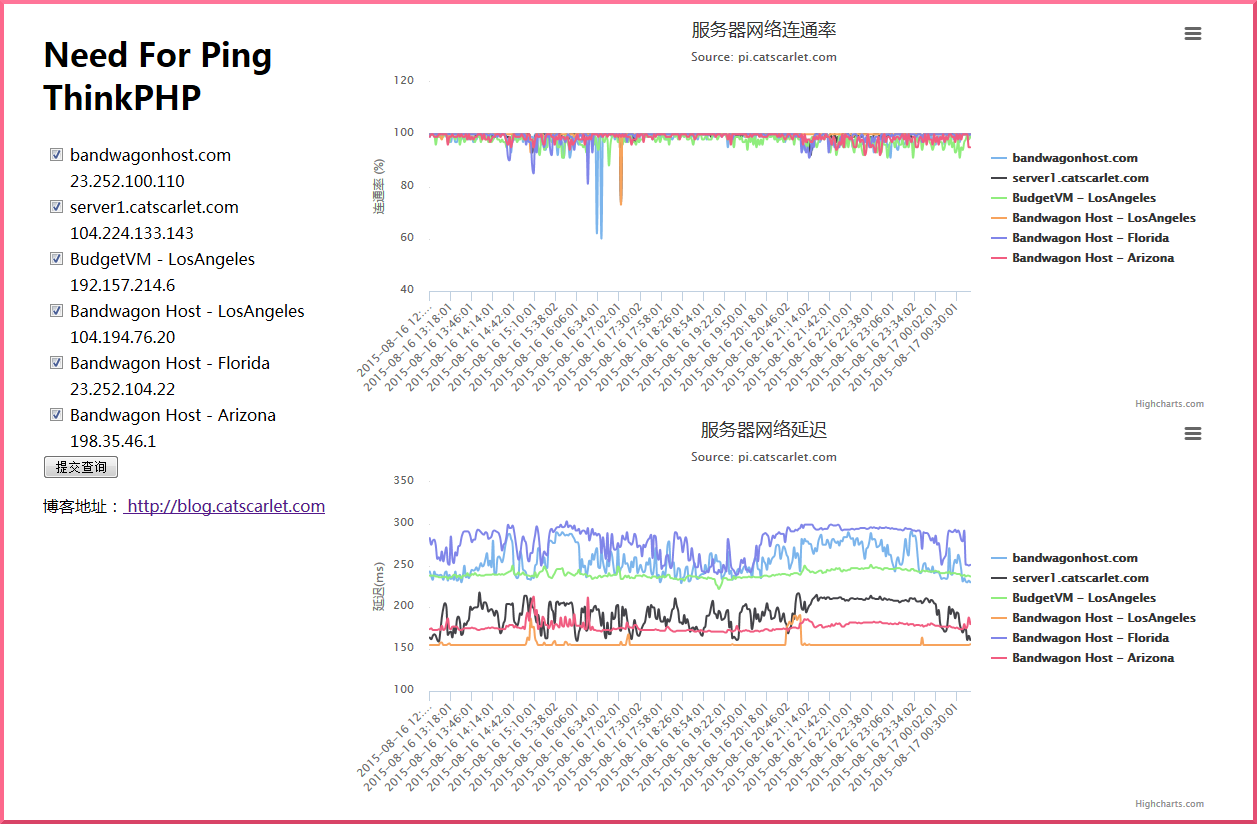 Need For Ping
ThinkPHP
bandwagonhost.com
23.252.100.110
server1.catscarlet.com
104.224.133.143
BudgetVM - LosAngeles
192.157.214.6
Bandwagon Host - LosAngeles
104.194.76.20
Bandwagon Host - Florida
23.252.104.22
Bandwagon Host - Arizona
198.35.46.1
提交查询
博客地址： http://blog.catscarlet.com
服务器网络连通率
Source: pi.catscarlet.com
连通率 (%)
120
100
80
60
40
2015-08-16 12:...
2015-08-16 13:18:01
2015-08-16 13:46:01
2015-08-16 14:14:01
2015-08-16 14:42:01
2015-08-16 15:10:01
2015-08-16 15:38:02
2015-08-16 16:06:01
2015-08-16 16:34:01
2015-08-16 17:02:01
2015-08-16 17:30:02
2015-08-16 17:58:01
2015-08-16 18:26:01
2015-08-16 18:54:01
2015-08-16 19:22:01
2015-08-16 19:50:01
2015-08-16 20:18:01
2015-08-16 20:46:02
2015-08-16 21:14:02
2015-08-16 21:42:01
2015-08-16 22:10:01
2015-08-16 22:38:01
2015-08-16 23:06:01
2015-08-16 23:34:02
2015-08-17 00:02:01
2015-08-17 00:30:01
bandwagonhost.com
server1.catscarlet.com
BudgetVM - LosAngeles
Bandwagon Host - LosAngeles
Bandwagon Host - Florida
Bandwagon Host - Arizona
Highcharts.com
服务器网络延迟
Source: pi.catscarlet.com
延迟(ms)
350
300
250
200
150
100
2015-08-16 12:...
2015-08-16 13:18:01
2015-08-16 13:46:01
2015-08-16 14:14:01
2015-08-16 14:42:01
2015-08-16 15:10:01
2015-08-16 15:38:02
2015-08-16 16:06:01
2015-08-16 16:34:01
2015-08-16 17:02:01
2015-08-16 17:30:02
2015-08-16 17:58:01
2015-08-16 18:26:01
2015-08-16 18:54:01
2015-08-16 19:22:01
2015-08-16 19:50:01
2015-08-16 20:18:01
2015-08-16 20:46:02
2015-08-16 21:14:02
2015-08-16 21:42:01
2015-08-16 22:10:01
2015-08-16 22:38:01
2015-08-16 23:06:01
2015-08-16 23:34:02
2015-08-17 00:02:01
2015-08-17 00:30:01
bandwagonhost.com
server1.catscarlet.com
BudgetVM - LosAngeles
Bandwagon Host - LosAngeles
Bandwagon Host - Florida
Bandwagon Host - Arizona
Highcharts.com